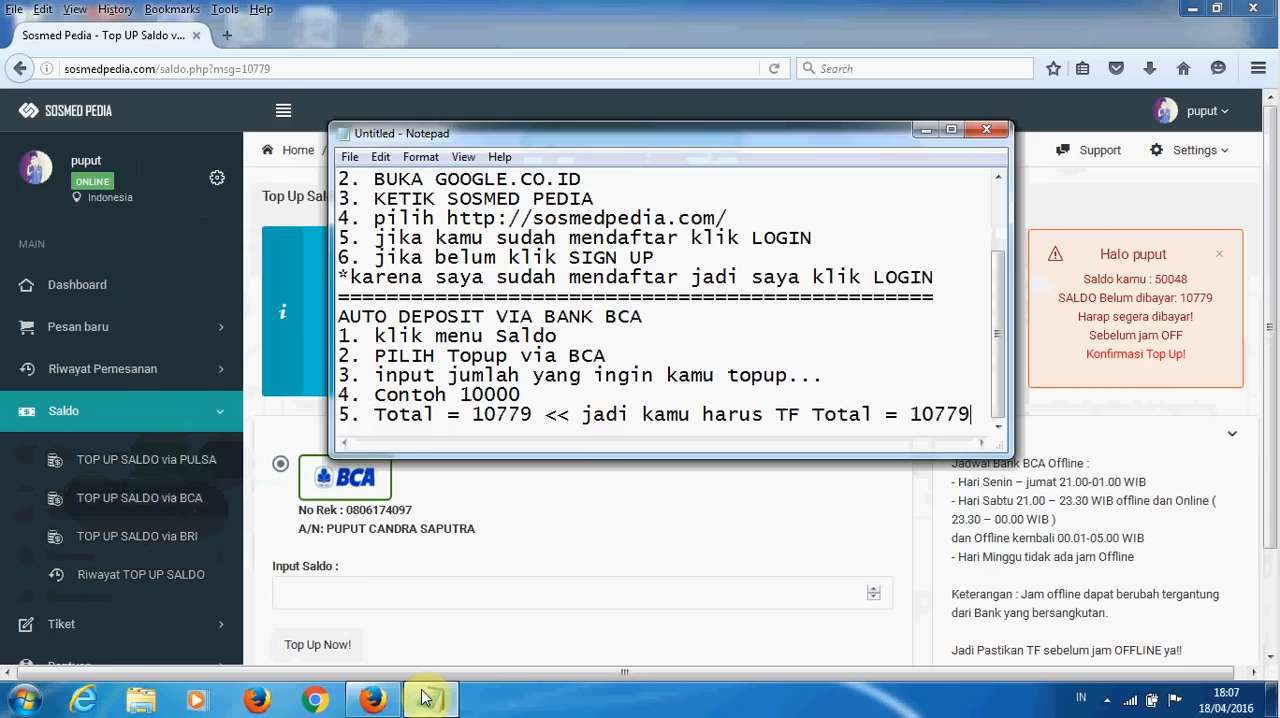 File Edit View History Bookmarks Tools Help
Sosmed Pedia - Top UP Saldo v...
sosmedpedia.com/saldo.php?msg=10779
Search
SOSMED PEDIA
puput
puput
ONLINE
Indonesia
Home /
Support
Settings
MAIN
Dashboard
Pesan baru
Riwayat Pemesanan
Saldo
TOP UP SALDO via PULSA
TOP UP SALDO via BCA
TOP UP SALDO via BRI
Riwayat TOP UP SALDO
Tiket
Top Up Sal
Untitled - Notepad
File Edit Format View Help
2. BUKA GOOGLE.CO.ID
3. KETIK SOSMED PEDIA
4. pilih http://sosmedpedia.com/
5. jika kamu sudah mendaftar klik LOGIN
6. jika belum klik SIGN UP
*karena saya sudah mendaftar jadi saya klik LOGIN
=================================================
AUTO DEPOSIT VIA BANK BCA
1. klik menu Saldo
2. PILIH Topup via BCA
3. input jumlah yang ingin kamu topup...
4. Contoh 10000
5. Total = 10779 << jadi kamu harus TF Total = 10779
Halo puput
Saldo kamu : 50048
SALDO Belum dibayar: 10779
Harap segera dibayar!
Sebelum jam OFF
Konfirmasi Top Up!
BCA
No Rek : 0806174097
A/N: PUPUT CANDRA SAPUTRA
Input Saldo :
Top Up Now!
Jadwal Bank BCA Offline :
- Hari Senin – jumat 21.00-01.00 WIB
- Hari Sabtu 21.00 – 23.30 WIB offline dan Online (
23.30 – 00.00 WIB )
dan Offline kembali 00.01-05.00 WIB
- Hari Minggu tidak ada jam Offline
Keterangan : Jam offline dapat berubah tergantung
dari Bank yang bersangkutan.
Jadi Pastikan TF sebelum jam OFFLINE ya!!
IN
18:07
18/04/2016